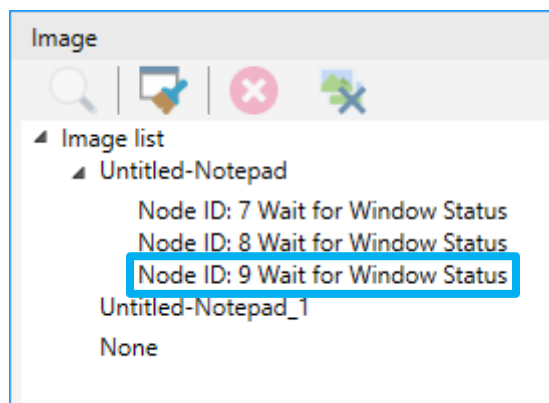 Image
Image list
Untitled-Notepad
Node ID: 7 Wait for Window Status
Node ID: 8 Wait for Window Status
Node ID: 9 Wait for Window Status
Untitled-Notepad_1
None